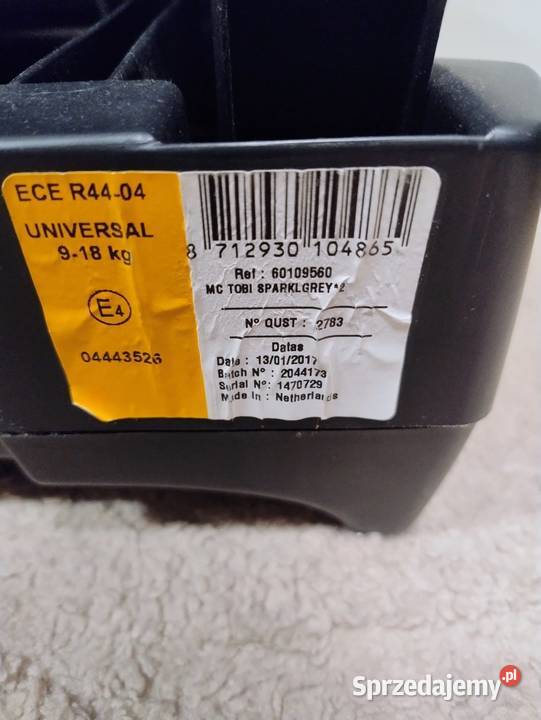 ECE R44-04
UNIVERSAL
9-18 kg
E4
04443526
8 712930 104865
Ref : 60109560
MC TOBI SPARKLGREY*2
N° QUST : 2783
Datas
Date : 13/01/2017
Batch N° : 2044173
Serial N°: 1470729
Made In : Netherlands
Sprzedajemy.pl